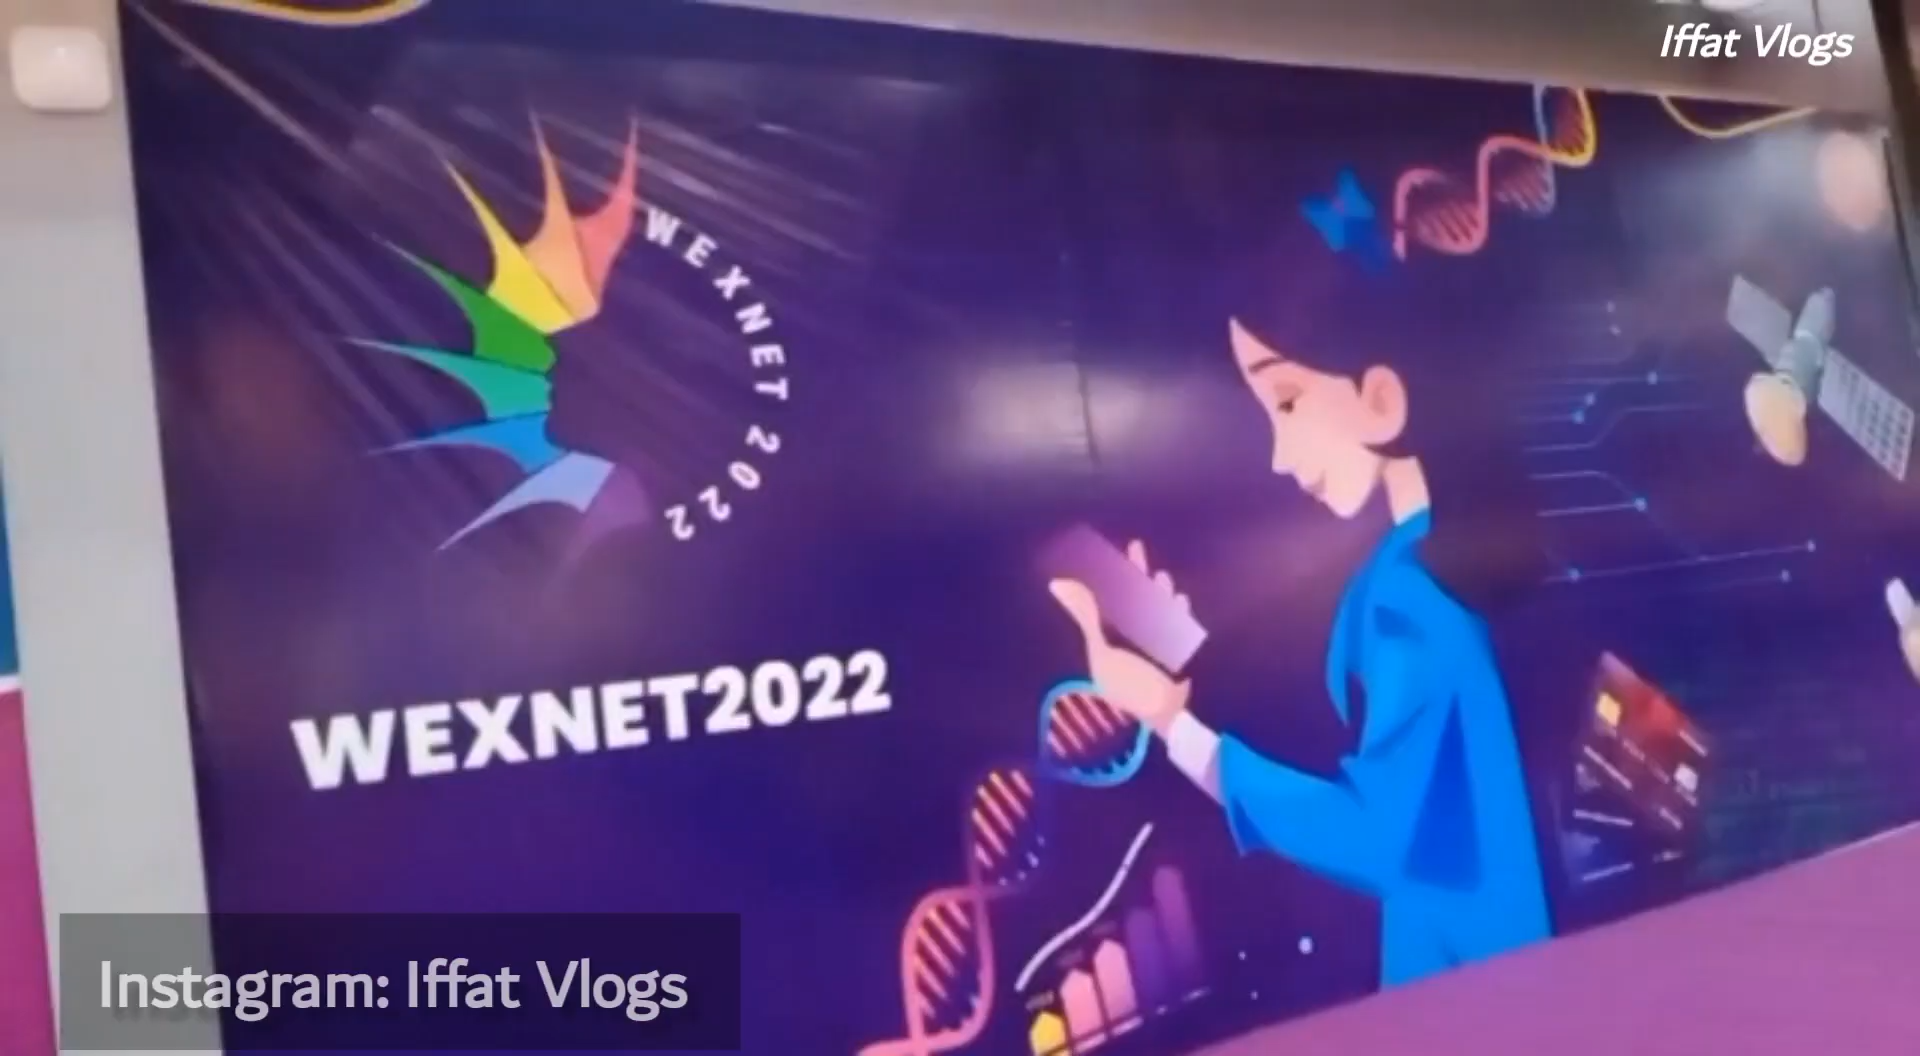 Iffat Vlogs
WEXNET 2022
WEXNET2022
Instagram: Iffat Vlogs